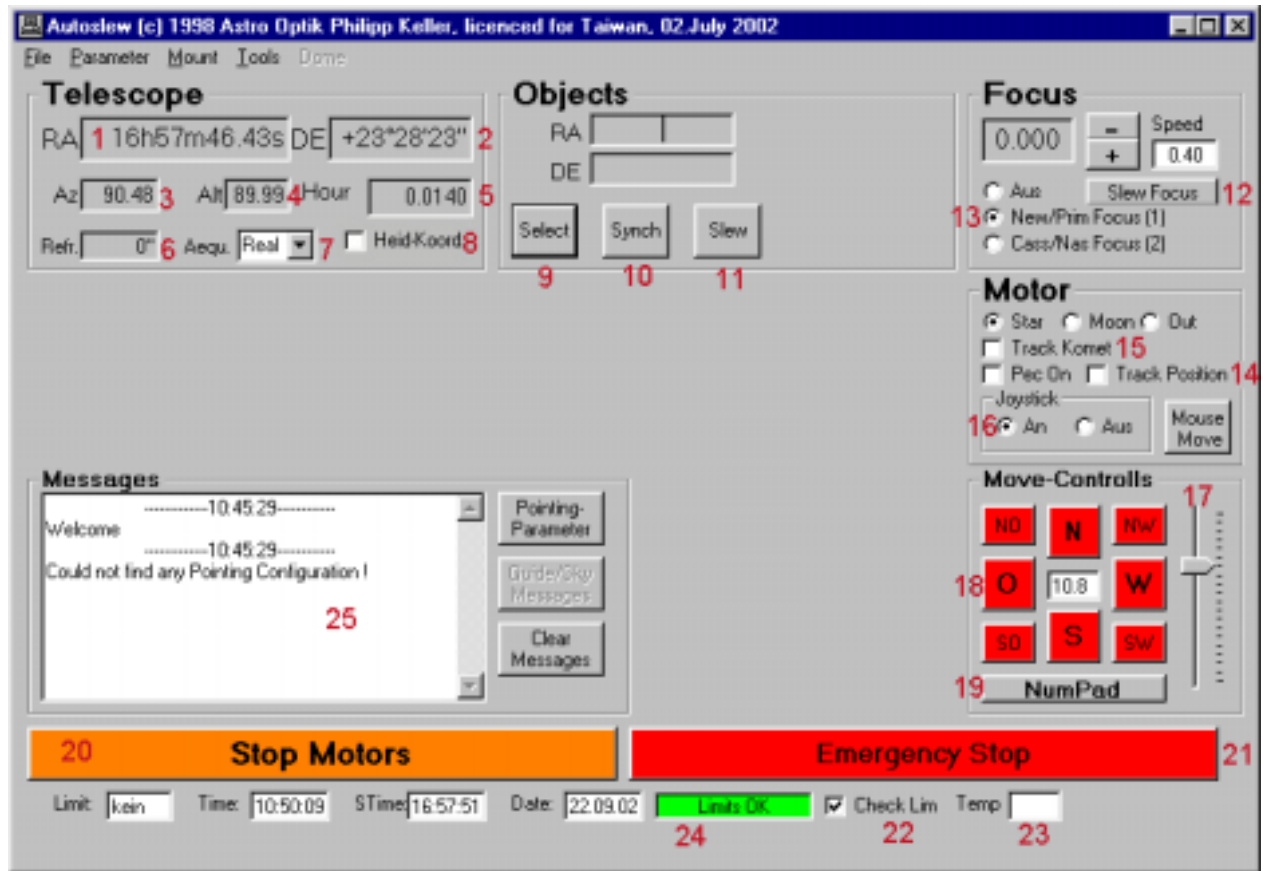 Autoslew (c) 1998 Astro Optik Philipp Keller, licenced for Taiwan, 02.July 2002
File Parameter Mount Tools Dome
Telescope
RA 1 16h57m46.43s DE +23°28'23" 2
Az 90.48 3 Alt 89.99 4 Hour 0.0140 5
Refr. 0" 6 Aequ. Real 7 Heid-Koord 8
Objects
RA
DE
Select Synch Slew
9 10 11
Focus
0.000 - + Speed 0.40
Aus Slew Focus 12
13 New/Prim Focus (1)
Cass/Nas Focus (2)
Motor
Star Moon Out
Track Komet 15
Pec On Track Position 14
Joystick
16 An Aus Mouse Move
Messages
------------10:45:29-----------
Welcome
------------10:45:29-----------
Could not find any Pointing Configuration !
25
Pointing-
Parameter
Guide/Sky
Messages
Clear
Messages
Move-Controlls
17
NO N NW
18 O 10.8 W
SO S SW
19 NumPad
20 Stop Motors Emergency Stop 21
Limit: kein Time: 10:50:09 STime: 16:57:51 Date: 22.09.02 Limits OK Check Lim Temp
24 22 23